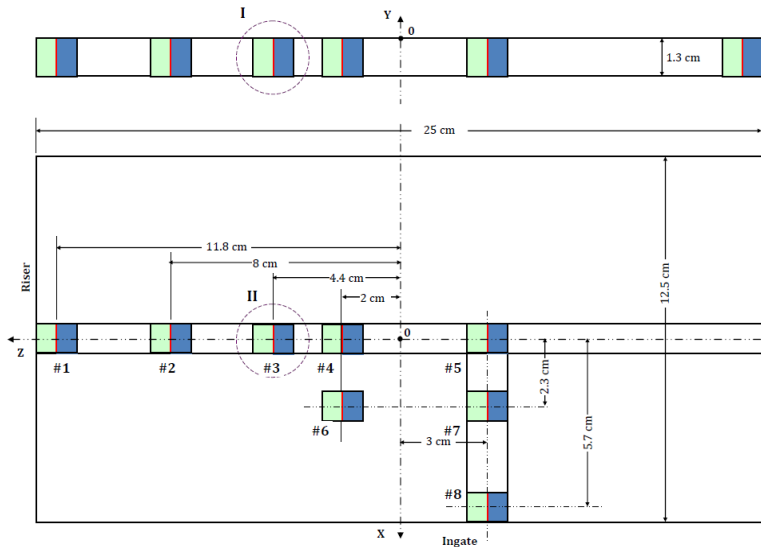 I
Y
0
1.3 cm
25 cm
11.8 cm
8 cm
4.4 cm
II
2 cm
Riser
12.5 cm
0
Z
#1
#2
#3
#4
#5
2.3 cm
#6
#7
3 cm
5.7 cm
#8
X
Ingate